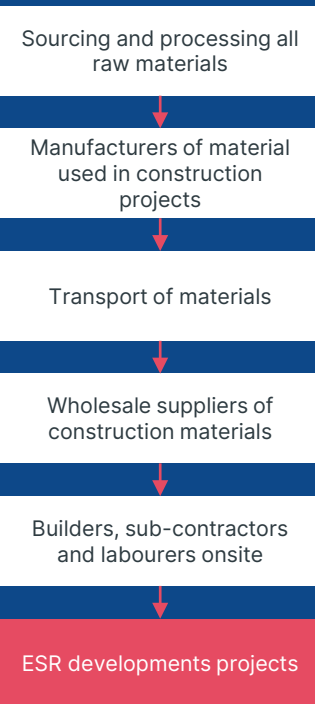 Sourcing and processing all
raw materials
Manufacturers of material
used in construction
projects
Transport of materials
Wholesale suppliers of
construction materials
Builders, sub-contractors
and labourers onsite
ESR developments projects